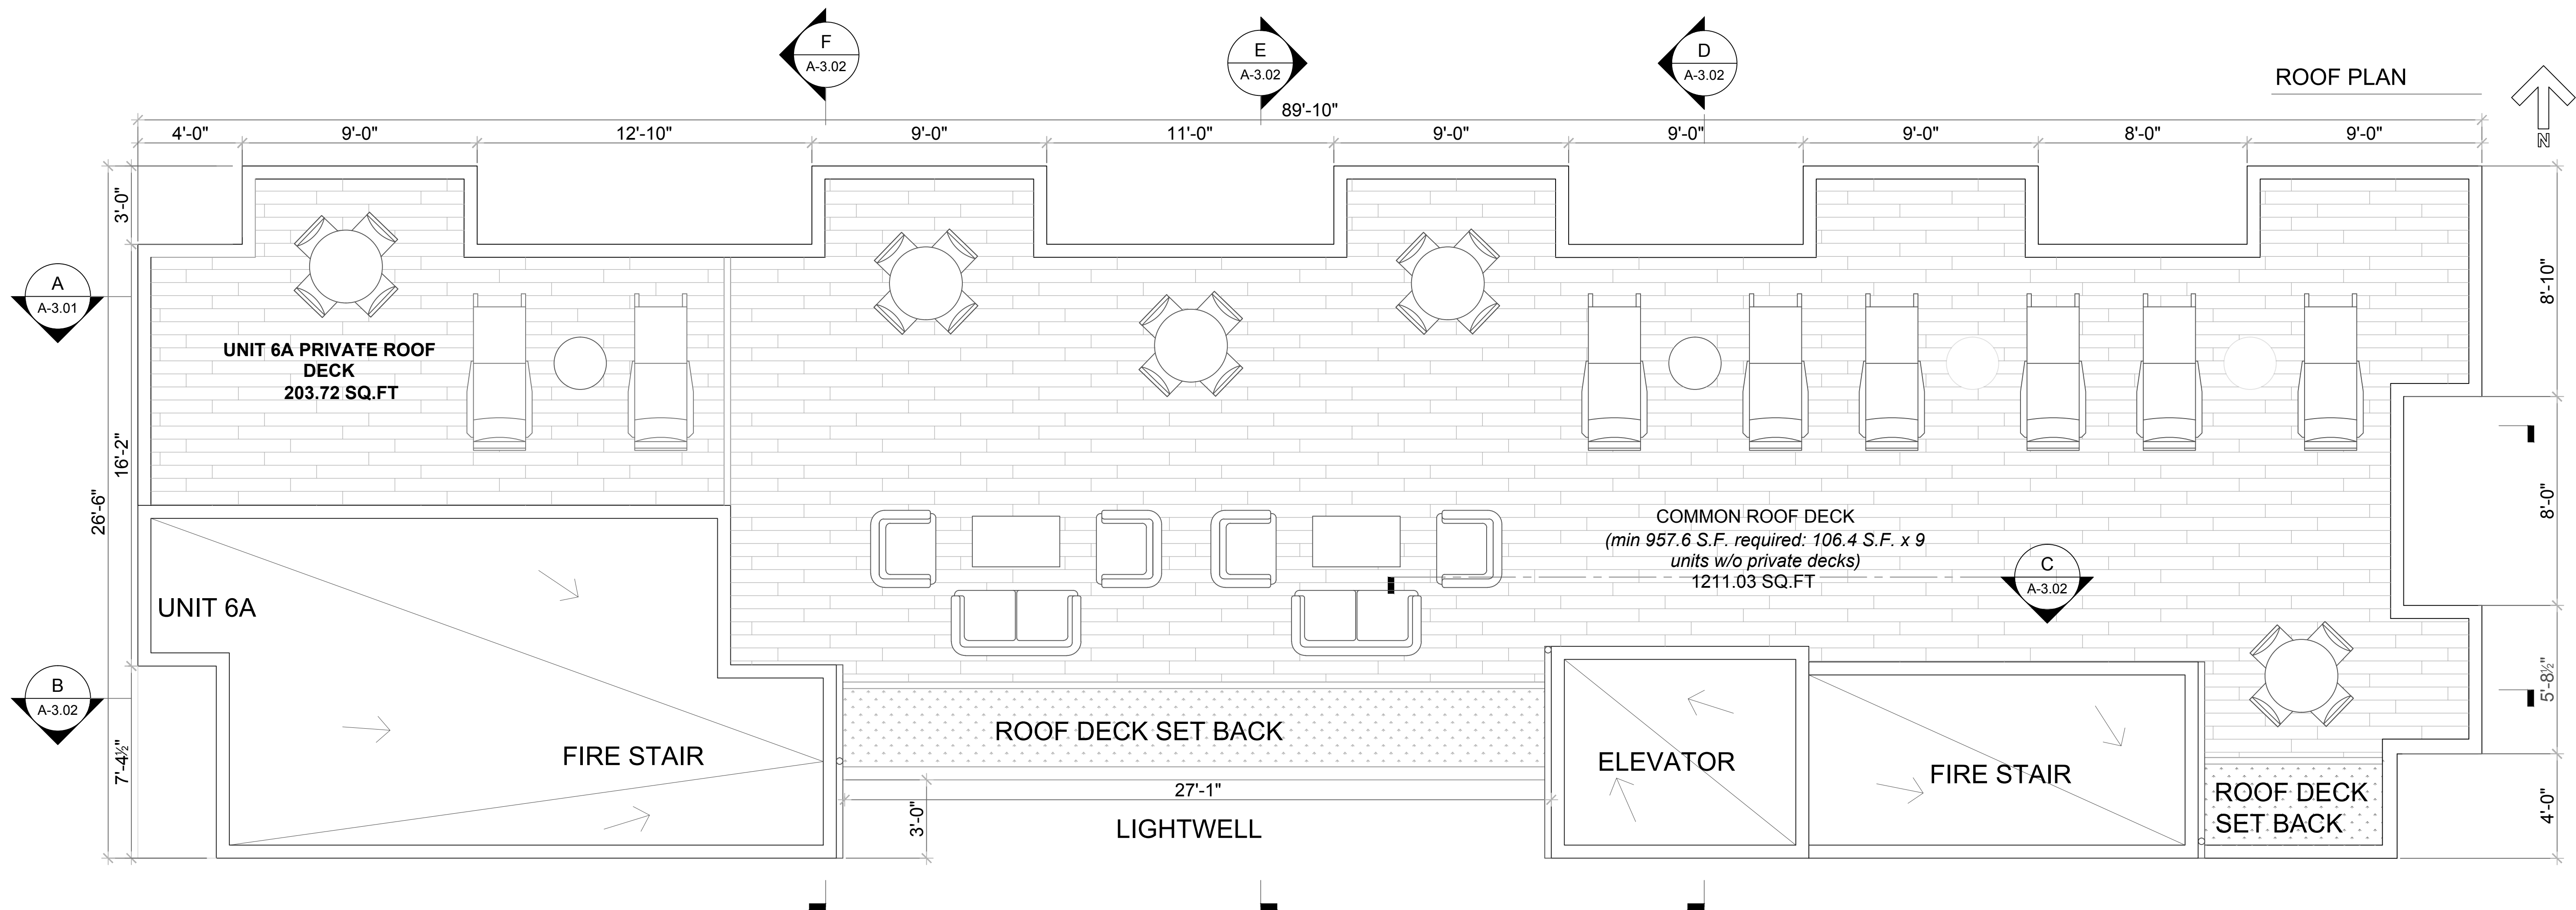 F
A-3.02
E
A-3.02
D
A-3.02
ROOF PLAN
N
89'-10"
4'-0"
9'-0"
12'-10"
9'-0"
11'-0"
9'-0"
9'-0"
9'-0"
8'-0"
9'-0"
3'-0"
16'-2"
26'-6"
7'-4½"
8'-10"
8'-0"
5'-8½"
4'-0"
A
A-3.01
B
A-3.02
UNIT 6A PRIVATE ROOF
DECK
203.72 SQ.FT
COMMON ROOF DECK
(min 957.6 S.F. required: 106.4 S.F. x 9
units w/o private decks)
1211.03 SQ.FT
C
A-3.02
UNIT 6A
FIRE STAIR
ROOF DECK SET BACK
27'-1"
3'-0"
LIGHTWELL
ELEVATOR
FIRE STAIR
ROOF DECK
SET BACK